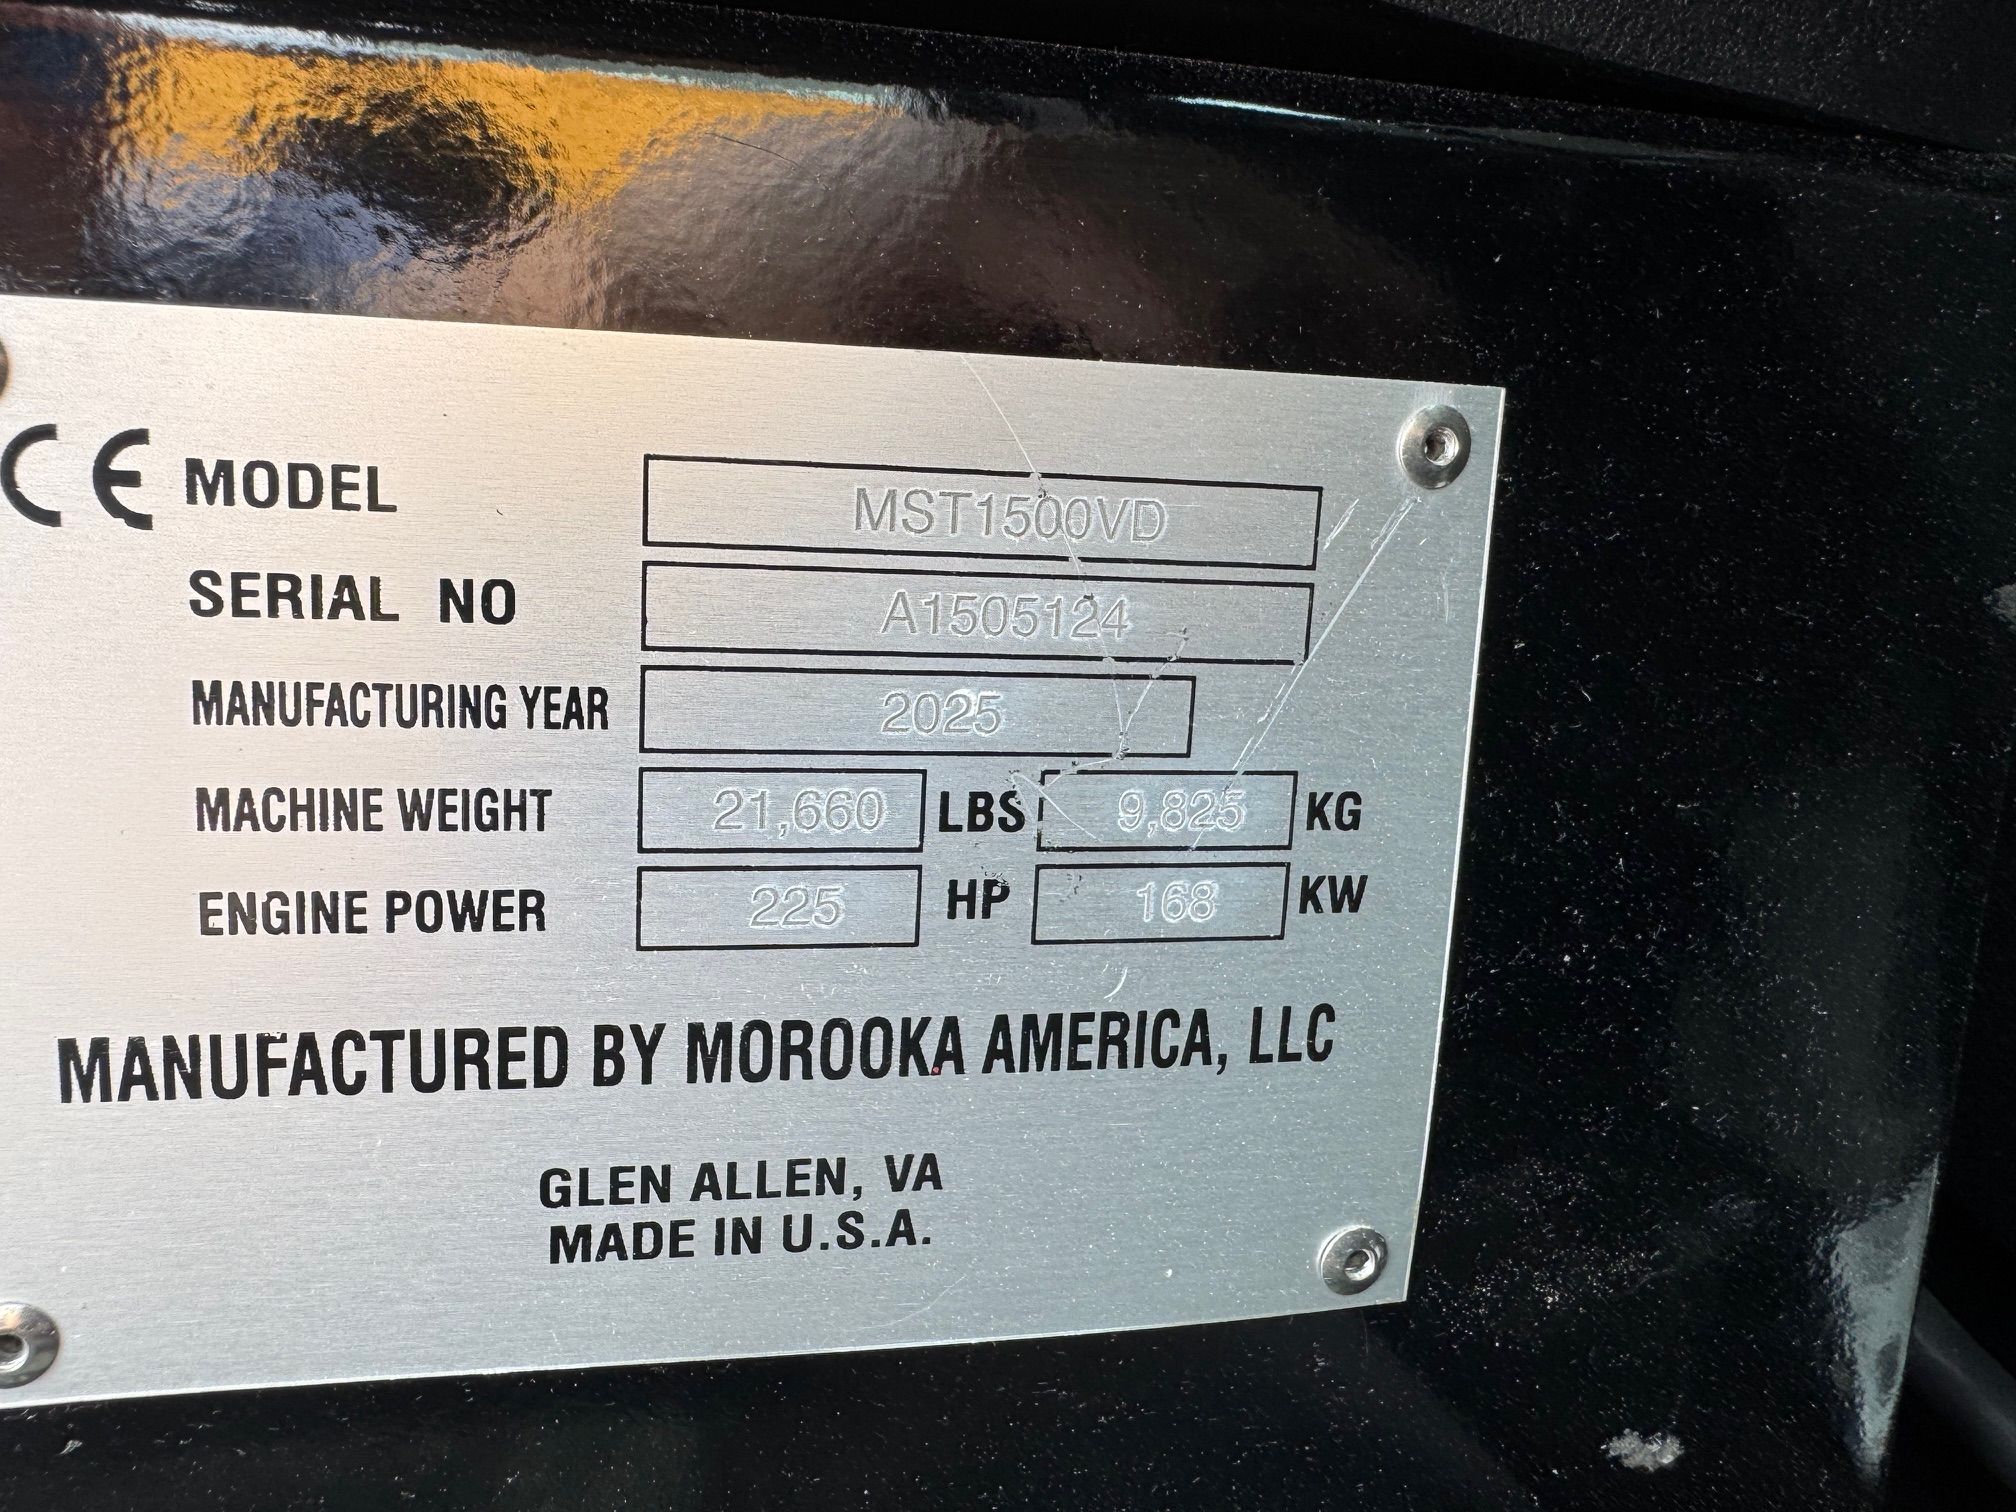 CE MODEL MST1500VD
SERIAL NO A1505124
MANUFACTURING YEAR 2025
MACHINE WEIGHT 21,660 LBS 9,825 KG
ENGINE POWER 225 HP 168 KW
MANUFACTURED BY MOROOKA AMERICA, LLC
GLEN ALLEN, VA
MADE IN U.S.A.